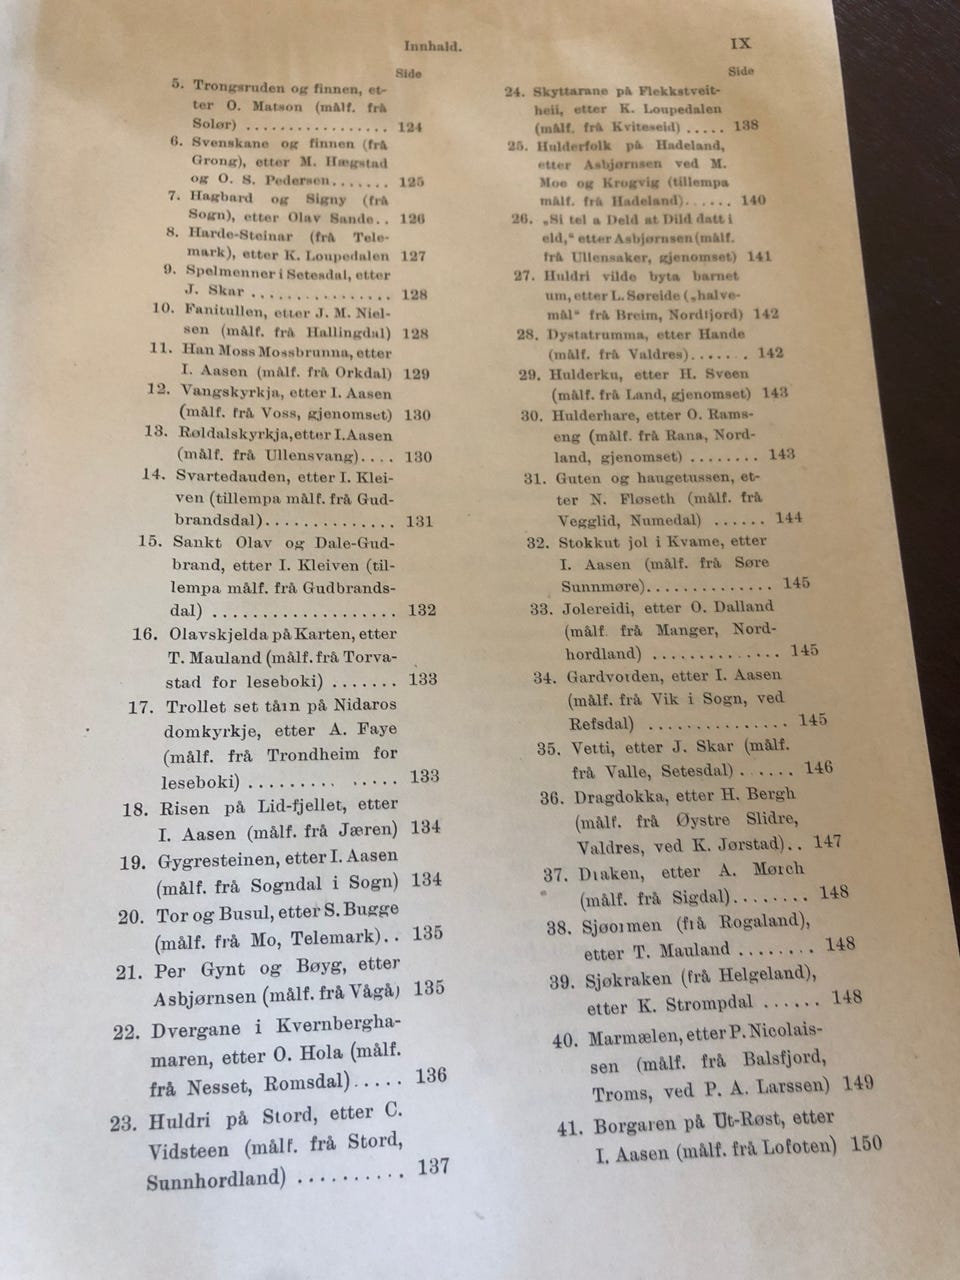 Innhald.
IX
Side
5. Trongsruden og finnen, et-
ter O. Matson (målf. frå
Solør) ................ 124
6. Svenskane og finnen (frå
Grong), etter M. Hægstad
og O. S. Pedersen....... 125
7. Hagbard og Signy (frå
Sogn), etter Olav Sande.. 126
8. Harde-Steinar (frå Tele-
mark), etter K. Loupedalen 127
9. Spelmenner i Setesdal, etter
J. Skar ................ 128
10. Fanitullen, etter J. M. Niel-
sen (målf. frå Hallingdal) 128
11. Han Moss Mossbrunna, etter
I. Aasen (målf. frå Orkdal) 129
12. Vangskyrkja, etter I. Aasen
(målf. frå Voss, gjenomset) 130
13. Røldalskyrkja, etter I. Aasen
(målf. frå Ullensvang).... 130
14. Svartedauden, etter I. Klei-
ven (tillempa målf. frå Gud-
brandsdal).............. 131
15. Sankt Olav og Dale-Gud-
brand, etter I. Kleiven (til-
lempa målf. frå Gudbrands-
dal) .................. 132
16. Olavskjelda på Karten, etter
T. Mauland (målf. frå Torva-
stad for leseboki) ....... 133
17. Trollet set tåin på Nidaros
domkyrkje, etter A. Faye
(målf. frå Trondheim for
leseboki) ......... ..... 133
18. Risen på Lid-fjellet, etter
I. Aasen (målf. frå Jæren) 134
19. Gygresteinen, etter I. Aasen
(målf. frå Sogndal i Sogn) 134
20. Tor og Busul, etter S. Bugge
(målf. frå Mo, Telemark).. 135
21. Per Gynt og Bøyg, etter
Asbjørnsen (målf. frå Vågå) 135
22. Dvergane i Kvernbergha-
maren, etter O. Hola (målf.
frå Nesset, Romsdal)..... 136
23. Huldri på Stord, etter C.
Vidsteen (målf. frå Stord,
Sunnhordland) .......... 137
Side
24. Skyttarane på Flekkstveit-
heii, etter K. Loupedalen
(målf. frå Kviteseid) ..... 138
25. Hulderfolk på Hadeland,
etter Asbjørnsen ved M.
Moe og Krogvig (tillempa
målf. frå Hadeland)...... 140
26. „Si tel a Deld at Dild datt i
eld,“ etter Asbjørnsen (målf.
frå Ullensaker, gjenomset) 141
27. Huldri vilde byta barnet
um, etter L. Søreide („halve-
mål“ frå Breim, Nordfjord) 142
28. Dystatrumma, etter Hande
(målf. frå Valdres)...... . 142
29. Hulderku, etter H. Sveen
(målf. frå Land, gjenomset) 143
30. Hulderhare, etter O. Rams-
eng (målf. frå Rana, Nord-
land, gjenomset) ........ 143
31. Guten og haugetussen, et-
ter N. Fløseth (målf. frå
Vegglid, Numedal) ...... 144
32. Stokkut jol i Kvame, etter
I. Aasen (målf. frå Søre
Sunnmøre).............. 145
33. Jolereidi, etter O. Dalland
(målf. frå Manger, Nord-
hordland) .............. 145
34. Gardvorden, etter I. Aasen
(målf. frå Vik i Sogn, ved
Refsdal) ............... 145
35. Vetti, etter J. Skar (målf.
frå Valle, Setesdal) ...... 146
36. Dragdokka, etter H. Bergh
(målf. frå Øystre Slidre,
Valdres, ved K. Jørstad).. 147
37. Draken, etter A. Mørch
(målf. frå Sigdal)........ 148
38. Sjøormen (frå Rogaland),
etter T. Mauland ........ 148
39. Sjøkraken (frå Helgeland),
etter K. Strompdal ...... 148
40. Marmælen, etter P. Nicolais-
sen (målf. frå Balsfjord,
Troms, ved P. A. Larssen) 149
41. Borgaren på Ut-Røst, etter
I. Aasen (målf. frå Lofoten) 150